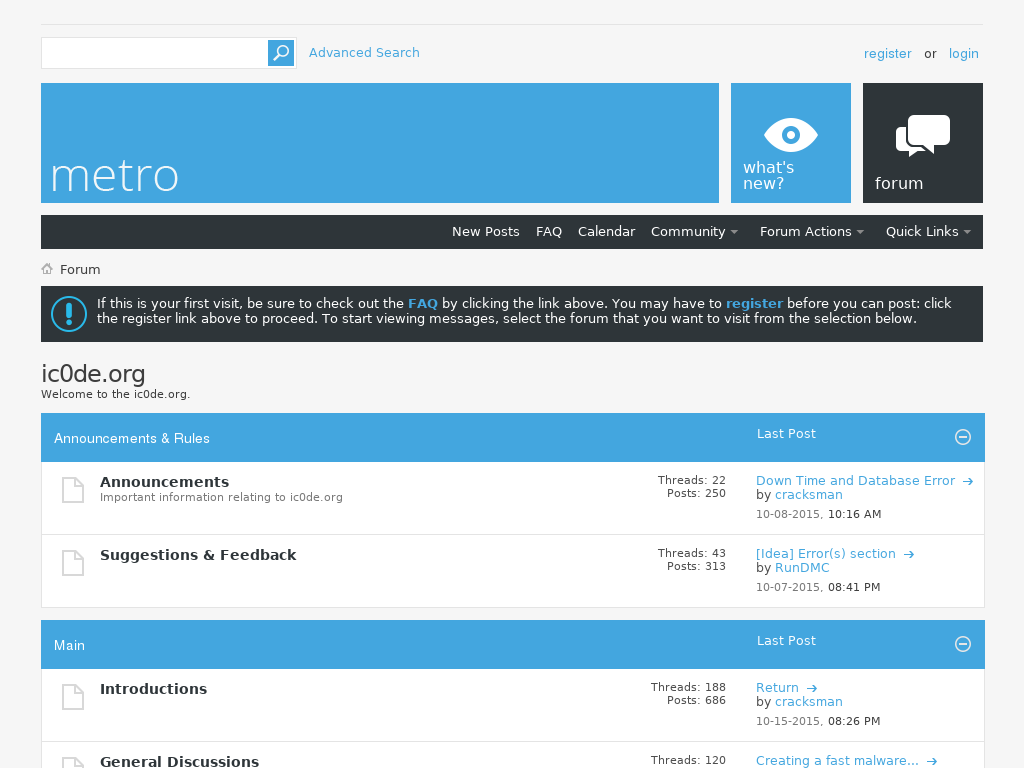 Advanced Search
register or login
metro
what's
new?
forum
New Posts FAQ Calendar Community Forum Actions Quick Links
Forum
If this is your first visit, be sure to check out the FAQ by clicking the link above. You may have to register before you can post: click
the register link above to proceed. To start viewing messages, select the forum that you want to visit from the selection below.
ic0de.org
Welcome to the ic0de.org.
Announcements & Rules Last Post
Announcements
Important information relating to ic0de.org
Threads: 22
Posts: 250
Down Time and Database Error
by cracksman
10-08-2015, 10:16 AM
Suggestions & Feedback
Threads: 43
Posts: 313
[Idea] Error(s) section
by RunDMC
10-07-2015, 08:41 PM
Main Last Post
Introductions
Threads: 188
Posts: 686
Return
by cracksman
10-15-2015, 08:26 PM
General Discussions
Threads: 120
Creating a fast malware...